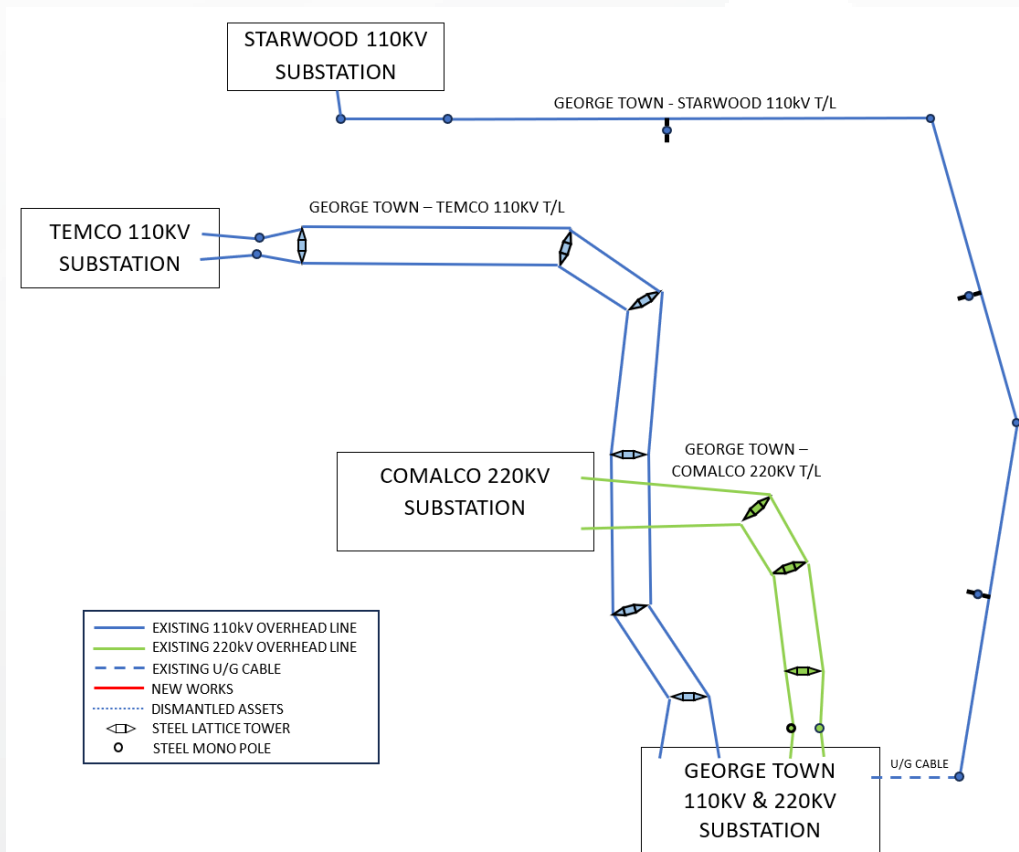 STARWOOD 110KV
SUBSTATION
GEORGE TOWN - STARWOOD 110kV T/L
GEORGE TOWN – TEMCO 110KV T/L
TEMCO 110KV
SUBSTATION
GEORGE TOWN –
COMALCO 220KV T/L
COMALCO 220KV
SUBSTATION
EXISTING 110kV OVERHEAD LINE
EXISTING 220kV OVERHEAD LINE
EXISTING U/G CABLE
NEW WORKS
DISMANTLED ASSETS
STEEL LATTICE TOWER
STEEL MONO POLE
U/G CABLE
GEORGE TOWN
110KV & 220KV
SUBSTATION